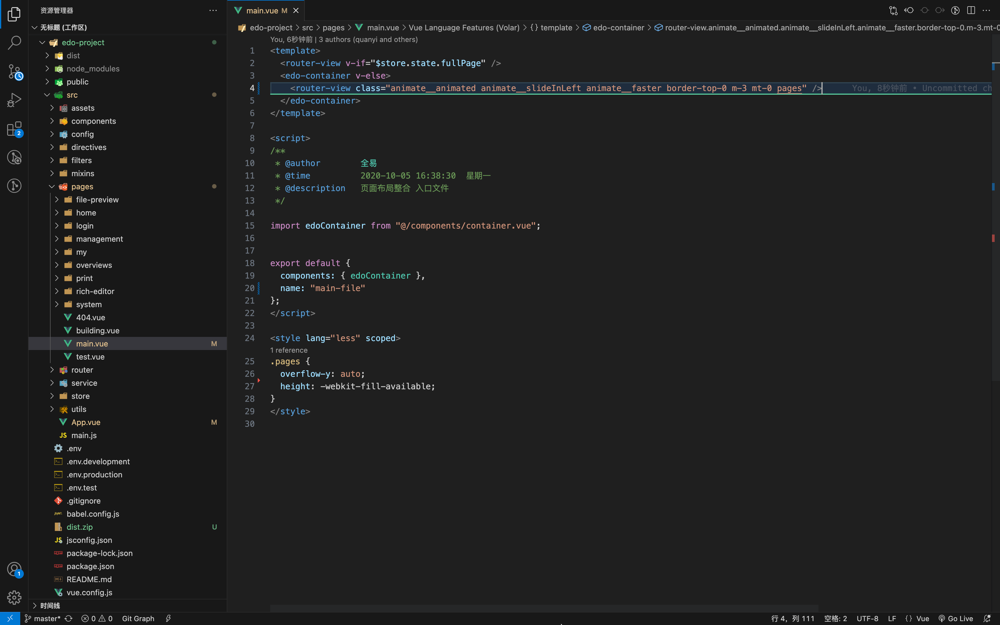 资源管理器
无标题 (工作区)
edo-project
dist
node_modules
public
src
assets
components
config
directives
filters
mixins
pages
file-preview
home
login
management
my
overviews
print
rich-editor
system
404.vue
building.vue
main.vue M
test.vue
router
service
store
utils
App.vue M
JS main.js
.env
.env.development
.env.production
.env.test
.gitignore
BABEL babel.config.js
dist.zip U
JS jsconfig.json
package-lock.json
package.json
M README.md
vue.config.js
时间线
2
1
main.vue M
edo-project > src > pages > main.vue > Vue Language Features (Volar) > {} template > edo-container > router-view.animate__animated.animate__slideInLeft.animate__faster.border-top-0.m-3.mt-0
You, 6秒钟前 | 3 authors (quanyi and others)
1 <template>
2 <router-view v-if="$store.state.fullPage" />
3 <edo-container v-else>
4 <router-view class="animate__animated animate__slideInLeft animate__faster border-top-0 m-3 mt-0 pages" /> You, 8秒钟前 • Uncommitted ch
5 </edo-container>
6 </template>
7
8 <script>
9 /**
10 * @author 全易
11 * @time 2020-10-05 16:38:30 星期一
12 * @description 页面布局整合 入口文件
13 */
14
15 import edoContainer from "@/components/container.vue";
16
17
18 export default {
19 components: { edoContainer },
20 name: "main-file"
21 };
22 </script>
23
24 <style lang="less" scoped>
1 reference
25 .pages {
26 overflow-y: auto;
27 height: -webkit-fill-available;
28 }
29 </style>
30
master* 0 0 Git Graph
行 4，列 111 空格: 2 UTF-8 LF {} Vue Go Live